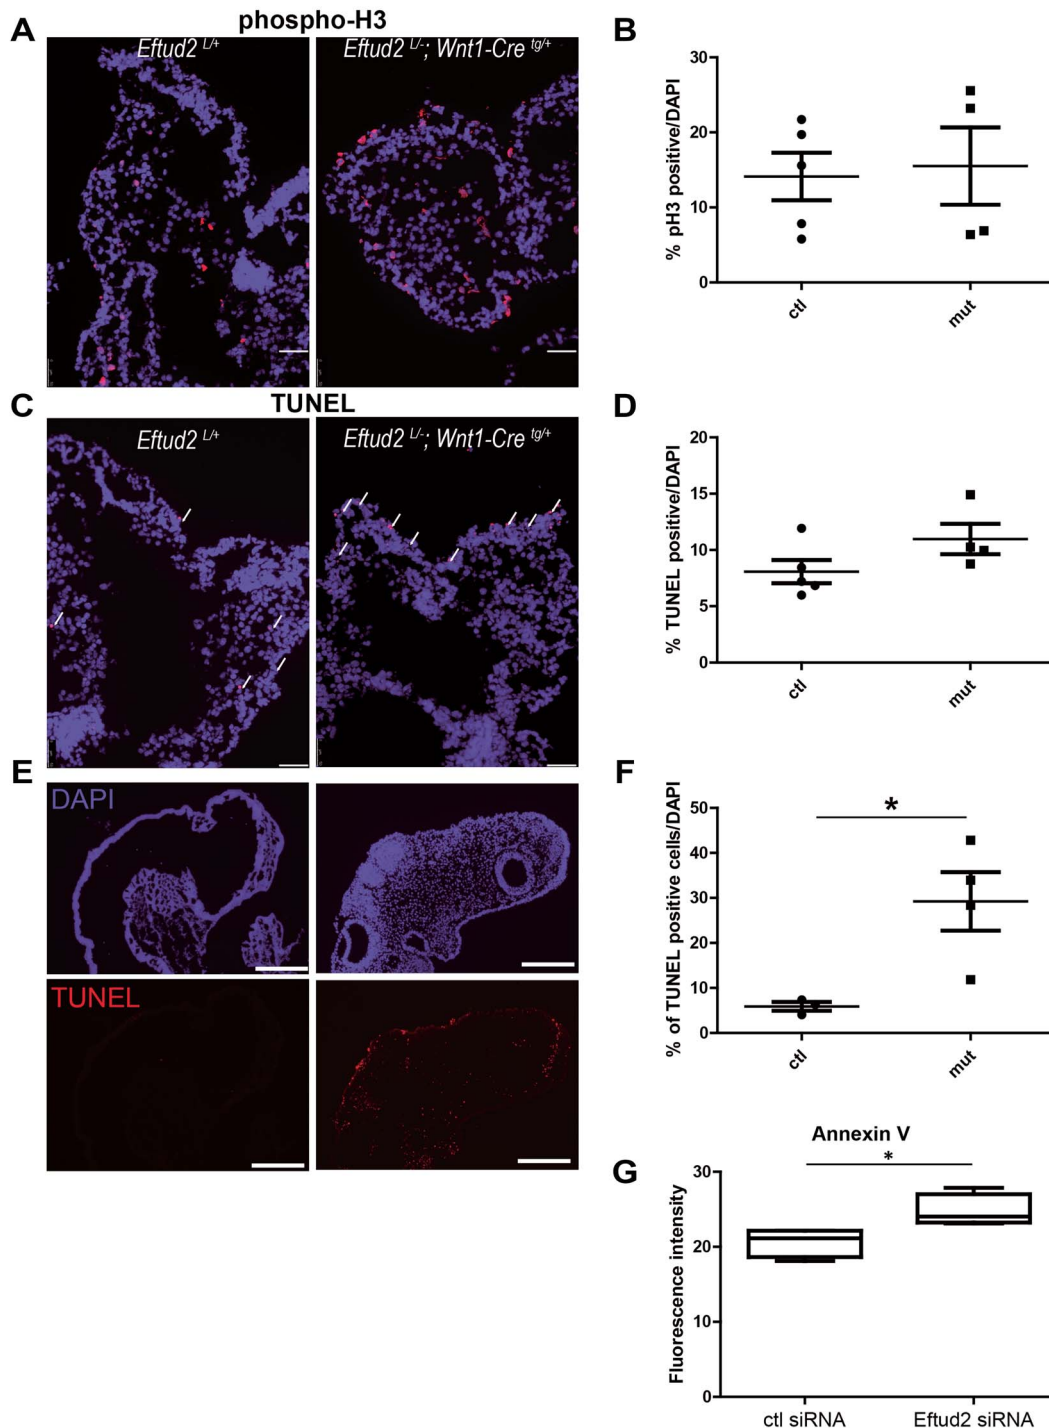 A
phospho-H3
Eftud2 L/+
Eftud2 L/-; Wnt1-Cre tg/+
B
% pH3 positive/DAPI
30
20
10
0
ctl
mut
C
TUNEL
Eftud2 L/+
Eftud2 L/-; Wnt1-Cre tg/+
D
% TUNEL positive/DAPI
20
15
10
5
0
ctl
mut
E
DAPI
TUNEL
F
% of TUNEL positive cells/DAPI
50
40
30
20
10
0
*
ctl
mut
G
Annexin V
*
Fluorescence intensity
30
20
10
0
ctl siRNA
Eftud2 siRNA